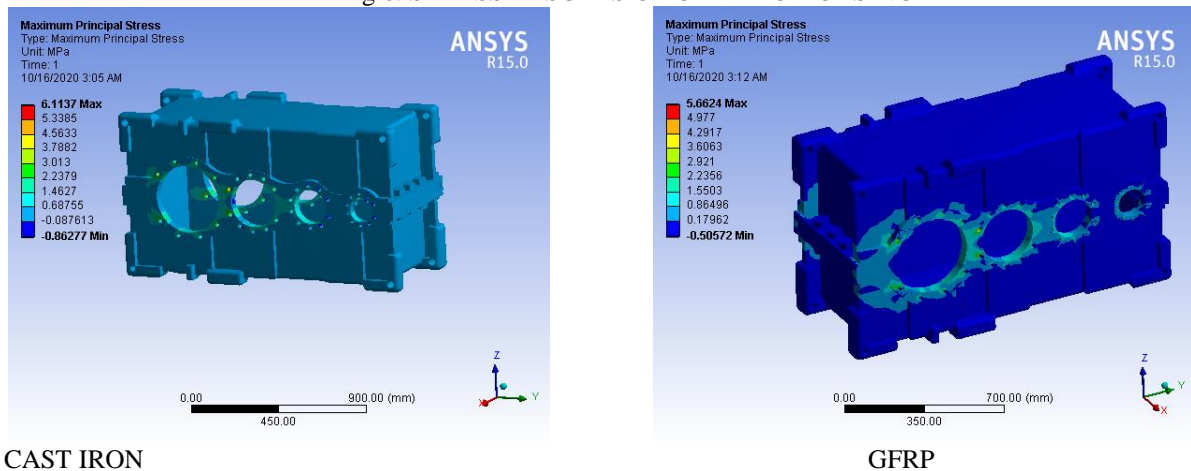 Maximum Principal Stress
Type: Maximum Principal Stress
Unit: MPa
Time: 1
10/16/2020 3:05 AM
6.1137 Max
5.3385
4.5633
3.7882
3.013
2.2379
1.4627
0.68755
-0.087613
-0.86277 Min
ANSYS
R15.0
Z
Y
X
0.00
900.00 (mm)
450.00
CAST IRON
Maximum Principal Stress
Type: Maximum Principal Stress
Unit: MPa
Time: 1
10/16/2020 3:12 AM
5.6624 Max
4.977
4.2917
3.6063
2.921
2.2356
1.5503
0.86496
0.17962
-0.50572 Min
ANSYS
R15.0
Z
Y
X
0.00
700.00 (mm)
350.00
GFRP